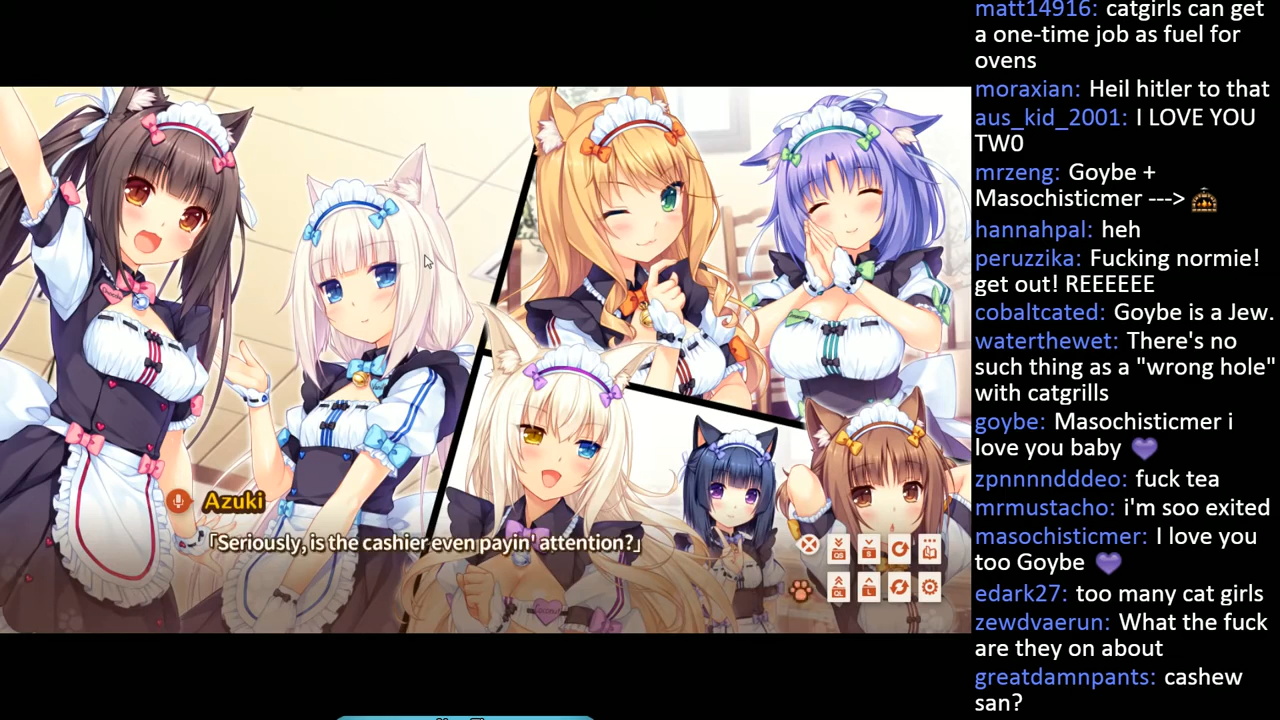 Azuki
「Seriously, is the cashier even payin' attention?」
QS
S
QL
L
matt14916: catgirls can get
a one-time job as fuel for
ovens
moraxian: Heil hitler to that
aus_kid_2001: I LOVE YOU
TW0
mrzeng: Goybe +
Masochisticmer --->
hannahpal: heh
peruzzika: Fucking normie!
get out! REEEEEE
cobaltcated: Goybe is a Jew.
waterthewet: There's no
such thing as a "wrong hole"
with catgrills
goybe: Masochisticmer i
love you baby 💜
zpnnnndddeo: fuck tea
mrmustacho: i'm soo exited
masochisticmer: I love you
too Goybe 💜
edark27: too many cat girls
zewdvaerun: What the fuck
are they on about
greatdamnpants: cashew
san?